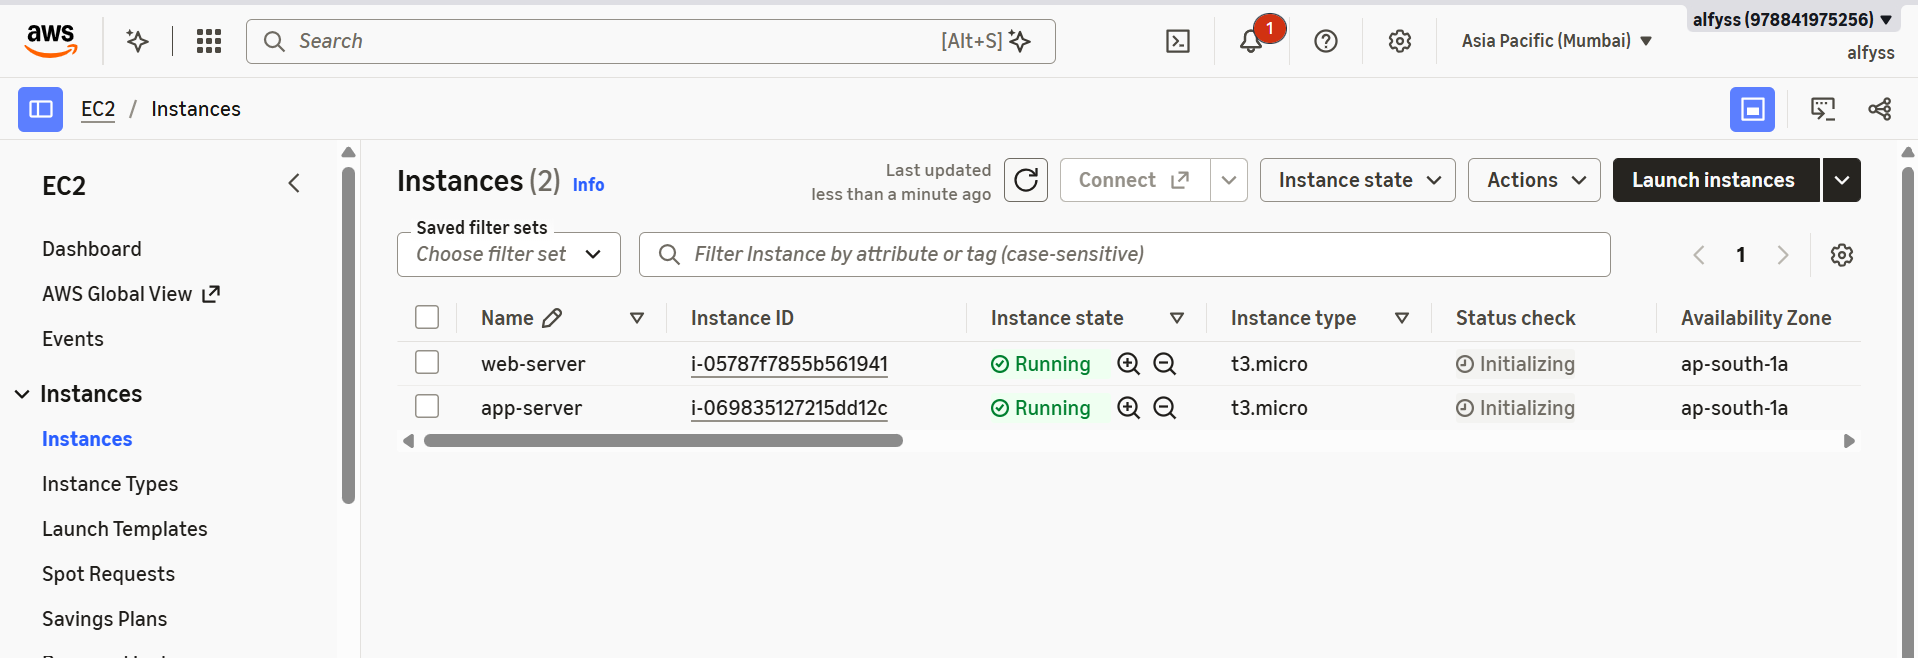 aws
Search [Alt+S]
1
Asia Pacific (Mumbai)
alfyss (978841975256)
alfyss
EC2 / Instances
EC2
Dashboard
AWS Global View
Events
Instances
Instances
Instance Types
Launch Templates
Spot Requests
Savings Plans
Instances (2) Info
Last updated
less than a minute ago
Connect
Instance state
Actions
Launch instances
Saved filter sets
Choose filter set
Filter Instance by attribute or tag (case-sensitive)
1
Name Instance ID Instance state Instance type Status check Availability Zone
web-server i-05787f7855b561941 Running t3.micro Initializing ap-south-1a
app-server i-069835127215dd12c Running t3.micro Initializing ap-south-1a